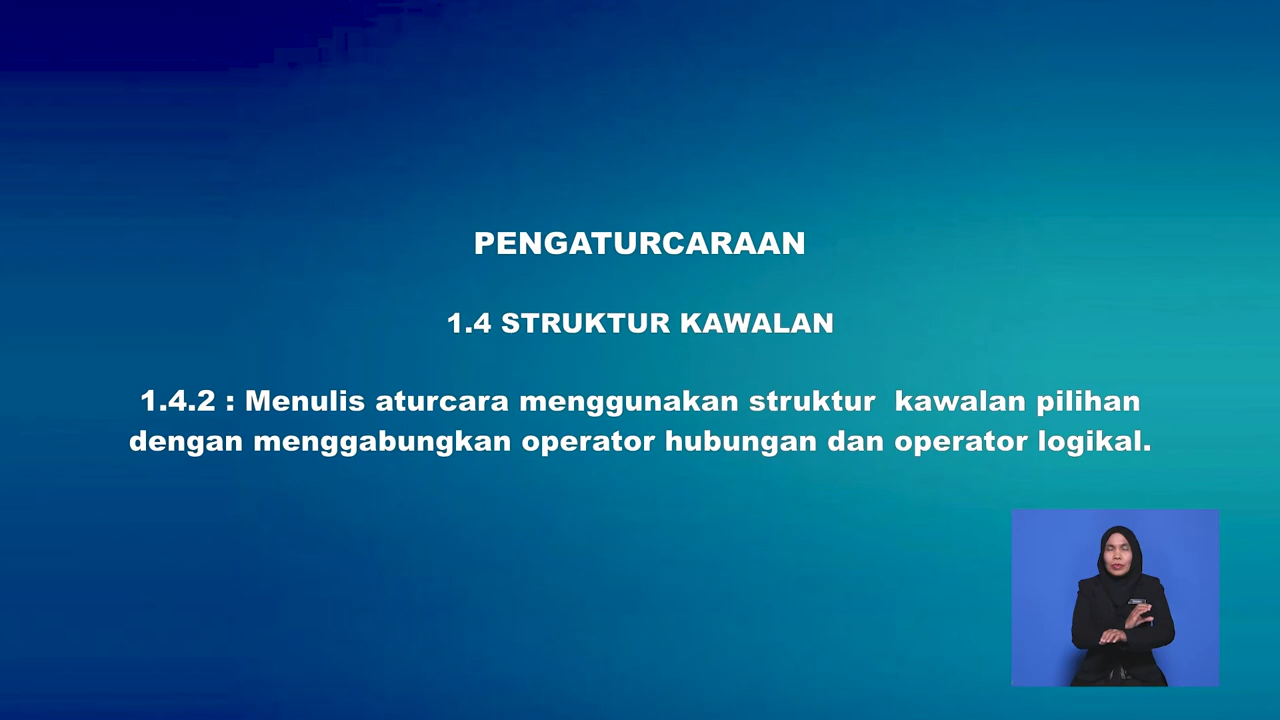 PENGATURCARAAN
1.4 STRUKTUR KAWALAN
1.4.2 : Menulis aturcara menggunakan struktur  kawalan pilihan
dengan menggabungkan operator hubungan dan operator logikal.